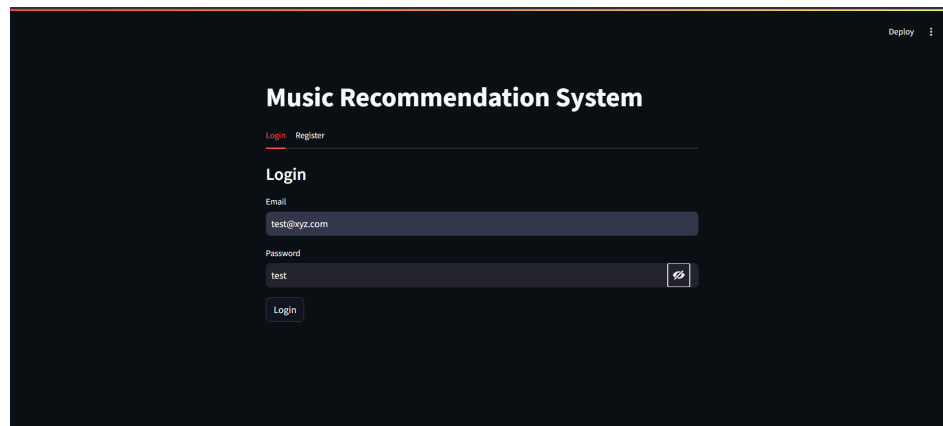 Deploy
Music Recommendation System
Login Register
Login
Email
test@xyz.com
Password
test
Login